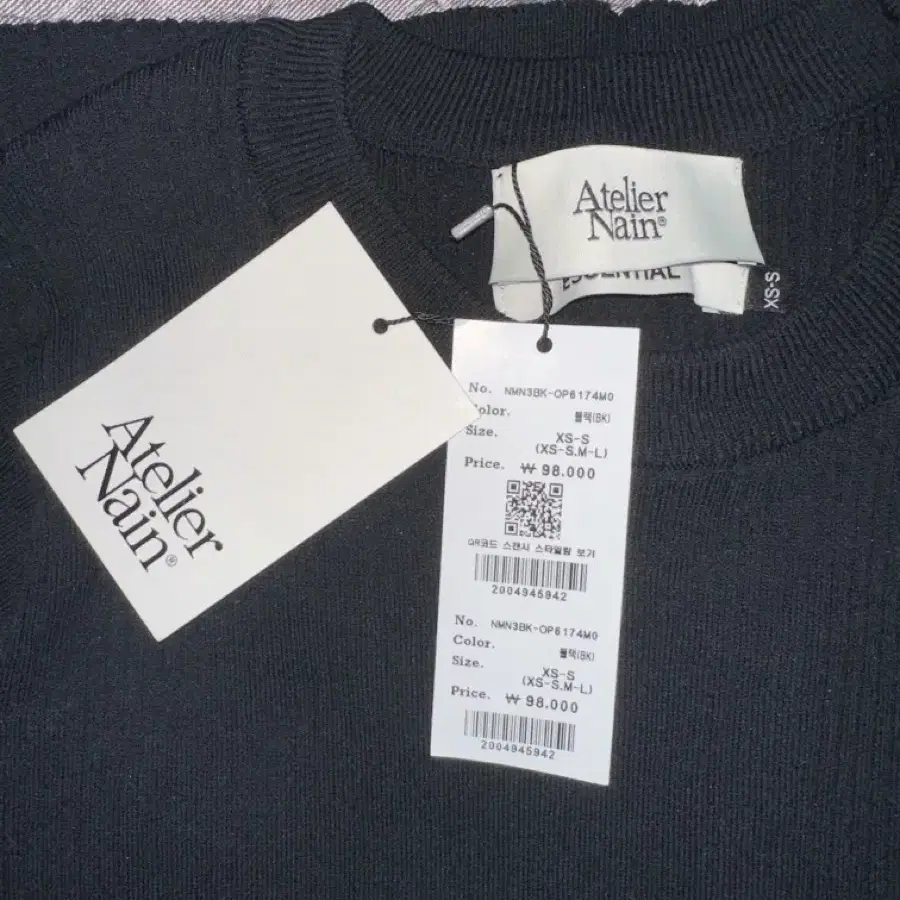 Atelier
Nain®
ESSENTIAL
XS-S
Atelier
Nain®
No. NMN3BK-OP6174M0
Color. 블랙(BK)
Size. XS-S
(XS-S,M-L)
Price. ₩ 98.000
QR코드 스캔시 스타일링 보기
2004945942
No. NMN3BK-OP6174M0
Color. 블랙(BK)
Size. XS-S
(XS-S,M-L)
Price. ₩ 98.000
2004945942